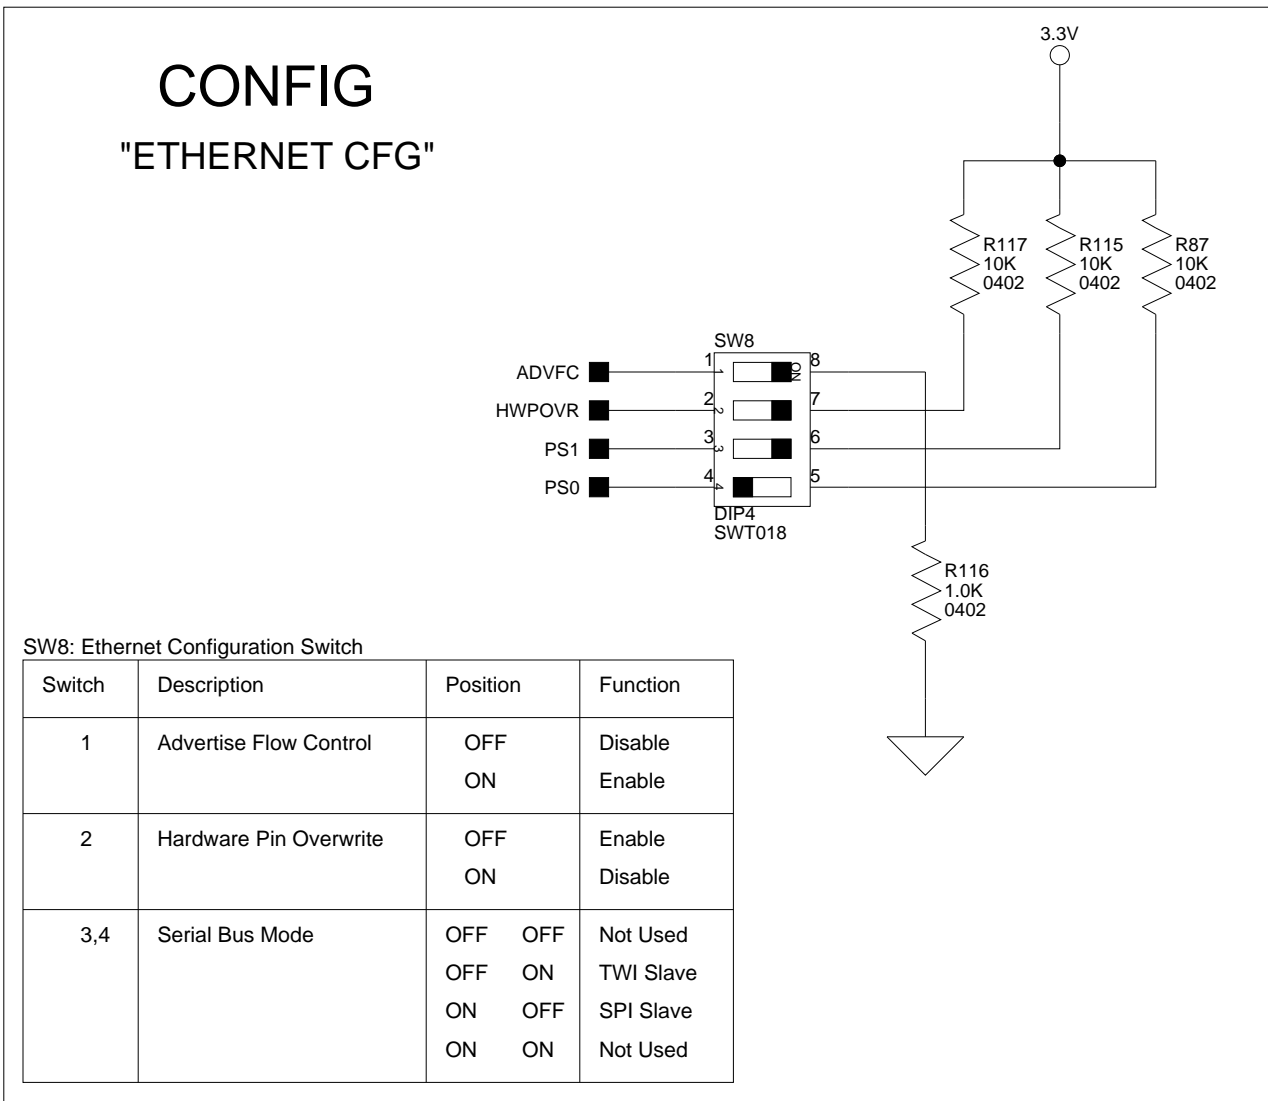 CONFIG
"ETHERNET CFG"
3.3V
R117
10K
0402
R115
10K
0402
R87
10K
0402
SW8
ADVFC 1 1 ON 8
HWPOVR 2 2 7
PS1 3 3 6
PS0 4 4 5
DIP4
SWT018
R116
1.0K
0402
SW8: Ethernet Configuration Switch
Switch Description Position Function
1 Advertise Flow Control OFF Disable
ON Enable
2 Hardware Pin Overwrite OFF Enable
ON Disable
3,4 Serial Bus Mode OFF OFF Not Used
OFF ON TWI Slave
ON OFF SPI Slave
ON ON Not Used